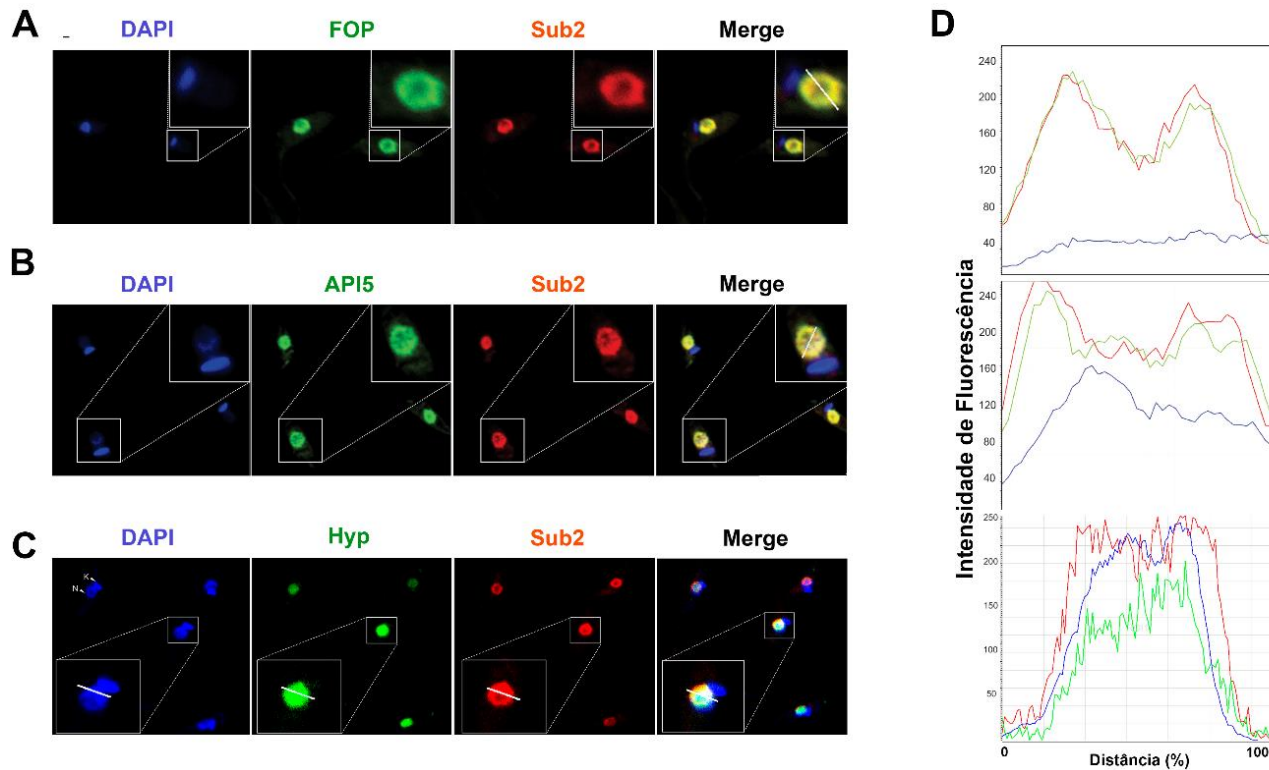 A
DAPI FOP Sub2 Merge
B
DAPI API5 Sub2 Merge
C
DAPI Hyp Sub2 Merge
K
N
D
Intensidade de Fluorescência
240
200
160
120
80
40
240
200
160
120
80
40
250
200
150
100
50
0 100
Distância (%)